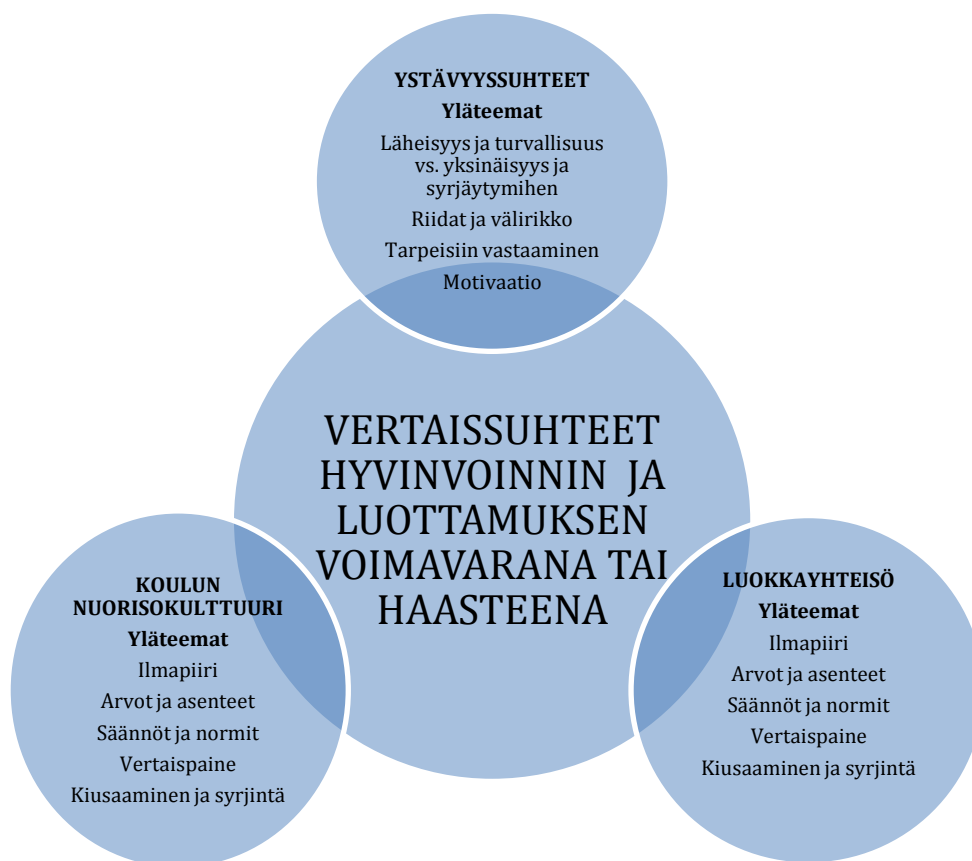 YSTÄVYYSSUHTEET
Yläteemat
Läheisyys ja turvallisuus
vs. yksinäisyys ja
syrjäytymihen
Riidat ja välirikko
Tarpeisiin vastaaminen
Motivaatio
VERTAISSUHTEET
HYVINVOINNIN JA
LUOTTAMUKSEN
VOIMAVARANA TAI
HAASTEENA
KOULUN
NUORISOKULTTUURI
Yläteemat
Ilmapiiri
Arvot ja asenteet
Säännöt ja normit
Vertaispaine
Kiusaaminen ja syrjintä
LUOKKAYHTEISÖ
Yläteemat
Ilmapiiri
Arvot ja asenteet
Säännöt ja normit
Vertaispaine
Kiusaaminen ja syrjintä